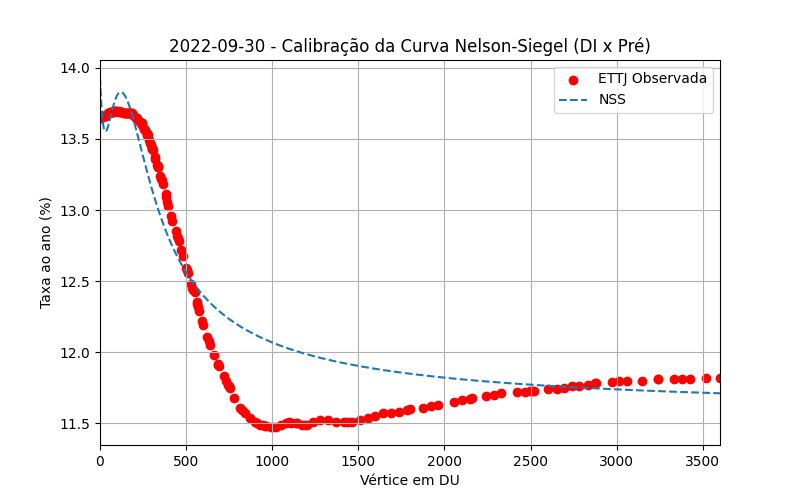 2022-09-30 - Calibração da Curva Nelson-Siegel (DI x Pré)
ETTJ Observada
NSS
Taxa ao ano (%)
14.0
13.5
13.0
12.5
12.0
11.5
0 500 1000 1500 2000 2500 3000 3500
Vértice em DU